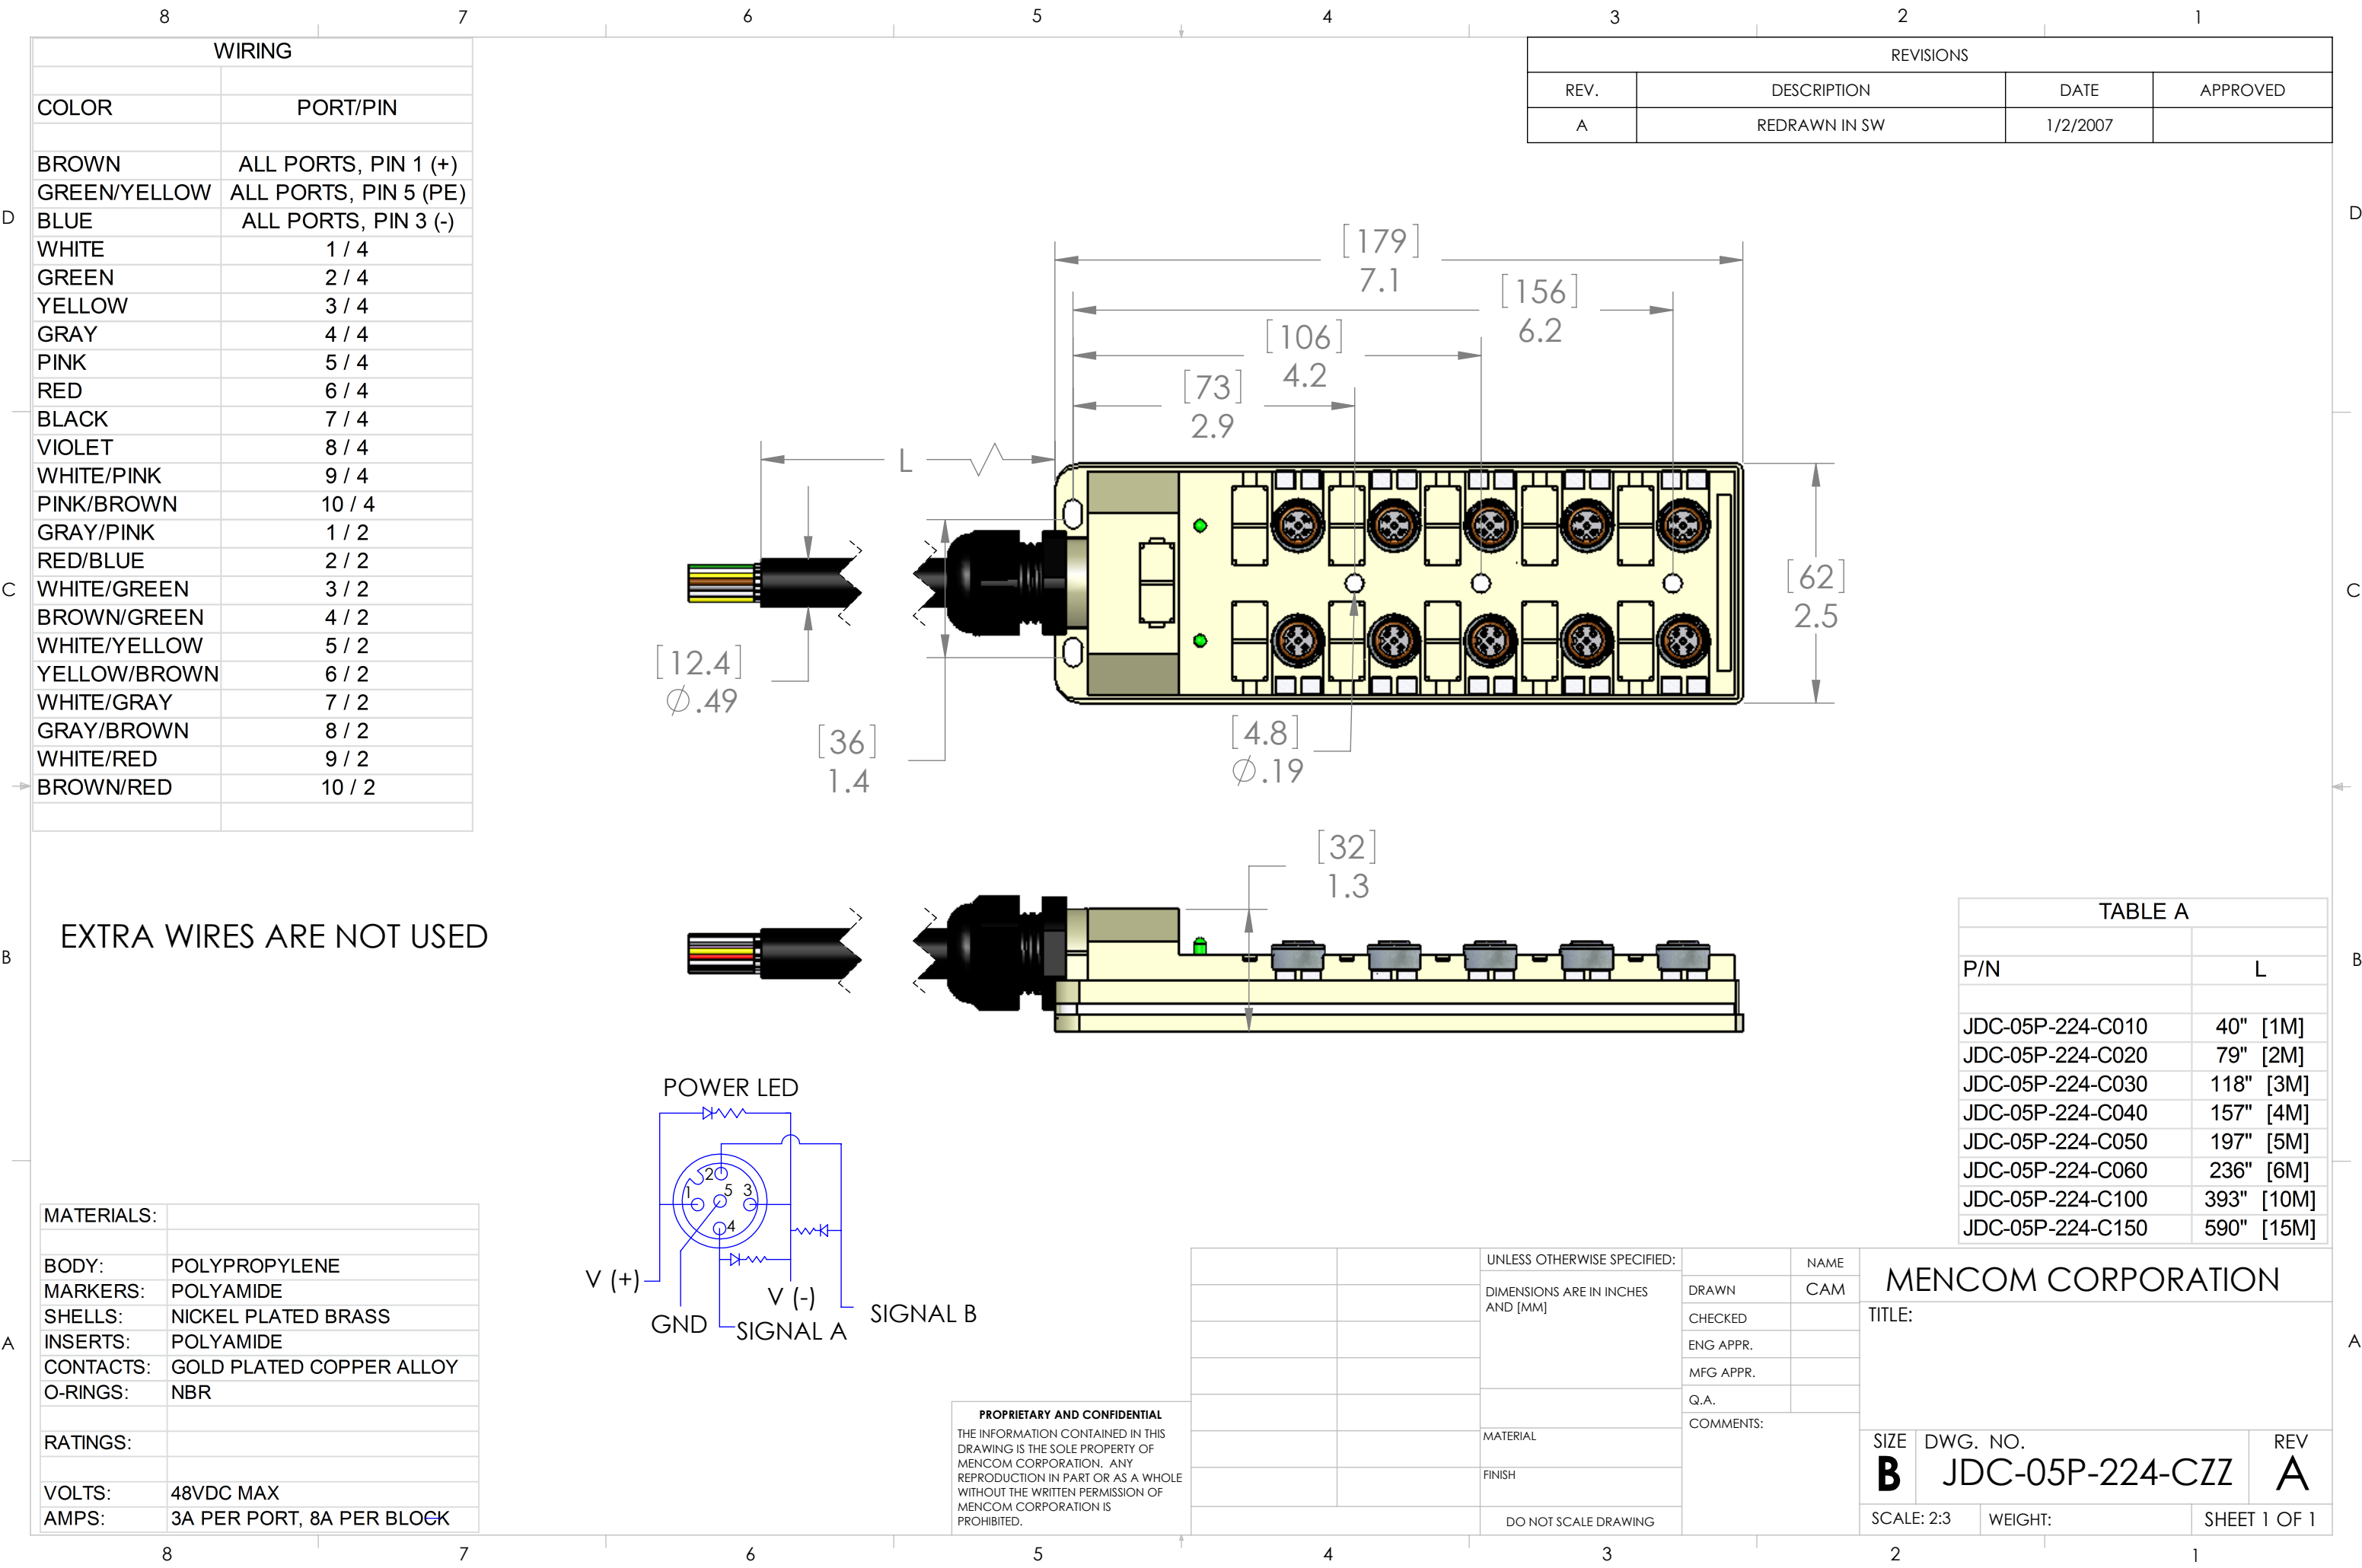 8 7 6 5 4 3 2 1
WIRING
COLOR PORT/PIN
BROWN ALL PORTS, PIN 1 (+)
GREEN/YELLOW ALL PORTS, PIN 5 (PE)
BLUE ALL PORTS, PIN 3 (-)
WHITE 1 / 4
GREEN 2 / 4
YELLOW 3 / 4
GRAY 4 / 4
PINK 5 / 4
RED 6 / 4
BLACK 7 / 4
VIOLET 8 / 4
WHITE/PINK 9 / 4
PINK/BROWN 10 / 4
GRAY/PINK 1 / 2
RED/BLUE 2 / 2
WHITE/GREEN 3 / 2
BROWN/GREEN 4 / 2
WHITE/YELLOW 5 / 2
YELLOW/BROWN 6 / 2
WHITE/GRAY 7 / 2
GRAY/BROWN 8 / 2
WHITE/RED 9 / 2
BROWN/RED 10 / 2
REVISIONS
REV. DESCRIPTION DATE APPROVED
A REDRAWN IN SW 1/2/2007
D D
C C
B B
A A
[179]
7.1
[156]
6.2
[106]
4.2
[73]
2.9
L
[62]
2.5
[12.4]
∅.49
[36]
1.4
[4.8]
∅.19
[32]
1.3
EXTRA WIRES ARE NOT USED
TABLE A
P/N L
JDC-05P-224-C010 40" [1M]
JDC-05P-224-C020 79" [2M]
JDC-05P-224-C030 118" [3M]
JDC-05P-224-C040 157" [4M]
JDC-05P-224-C050 197" [5M]
JDC-05P-224-C060 236" [6M]
JDC-05P-224-C100 393" [10M]
JDC-05P-224-C150 590" [15M]
POWER LED
2
1 5 3
4
V (+)
V (-)
GND
SIGNAL A
SIGNAL B
MATERIALS:
BODY: POLYPROPYLENE
MARKERS: POLYAMIDE
SHELLS: NICKEL PLATED BRASS
INSERTS: POLYAMIDE
CONTACTS: GOLD PLATED COPPER ALLOY
O-RINGS: NBR
RATINGS:
VOLTS: 48VDC MAX
AMPS: 3A PER PORT, 8A PER BLOCK
PROPRIETARY AND CONFIDENTIAL
THE INFORMATION CONTAINED IN THIS
DRAWING IS THE SOLE PROPERTY OF
MENCOM CORPORATION. ANY
REPRODUCTION IN PART OR AS A WHOLE
WITHOUT THE WRITTEN PERMISSION OF
MENCOM CORPORATION IS
PROHIBITED.
UNLESS OTHERWISE SPECIFIED:
DIMENSIONS ARE IN INCHES
AND [MM]
MATERIAL
FINISH
DO NOT SCALE DRAWING
NAME
DRAWN CAM
CHECKED
ENG APPR.
MFG APPR.
Q.A.
COMMENTS:
MENCOM CORPORATION
TITLE:
SIZE DWG. NO. REV
B JDC-05P-224-CZZ A
SCALE: 2:3 WEIGHT: SHEET 1 OF 1
8 7 6 5 4 3 2 1